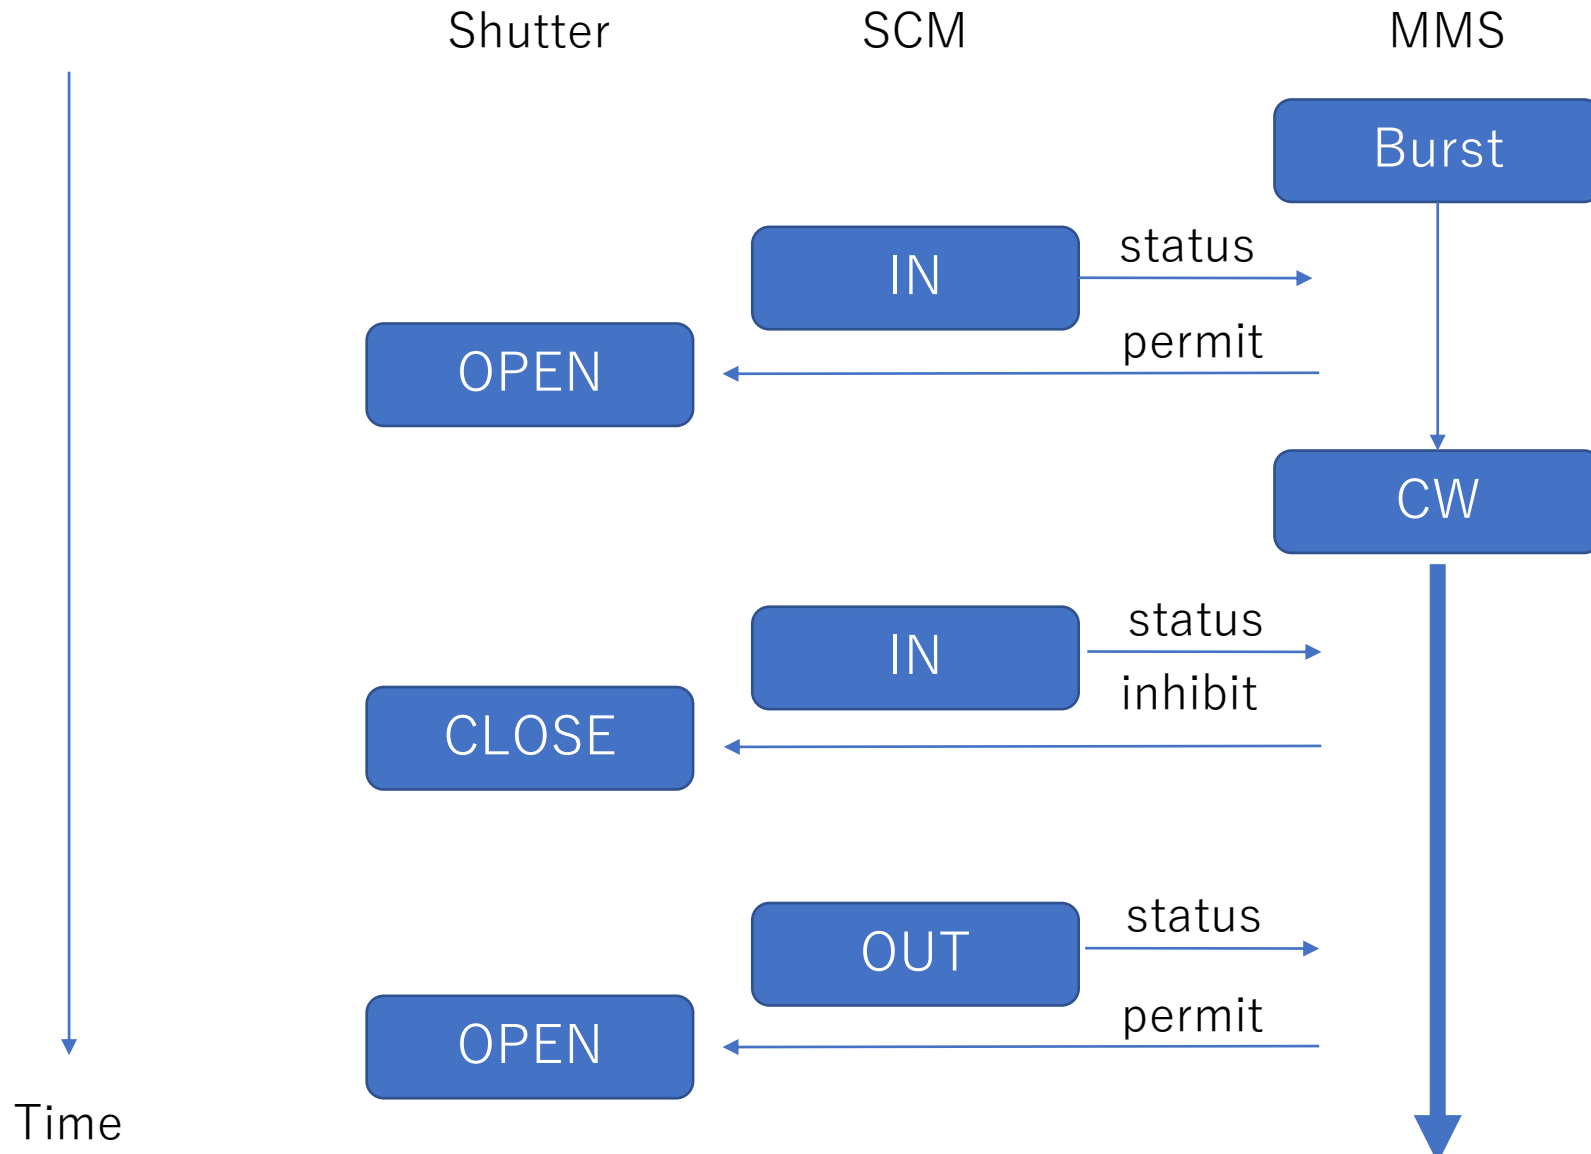 Shutter SCM MMS
Burst
status
IN
permit
OPEN
CW
status
IN
inhibit
CLOSE
status
OUT
permit
OPEN
Time